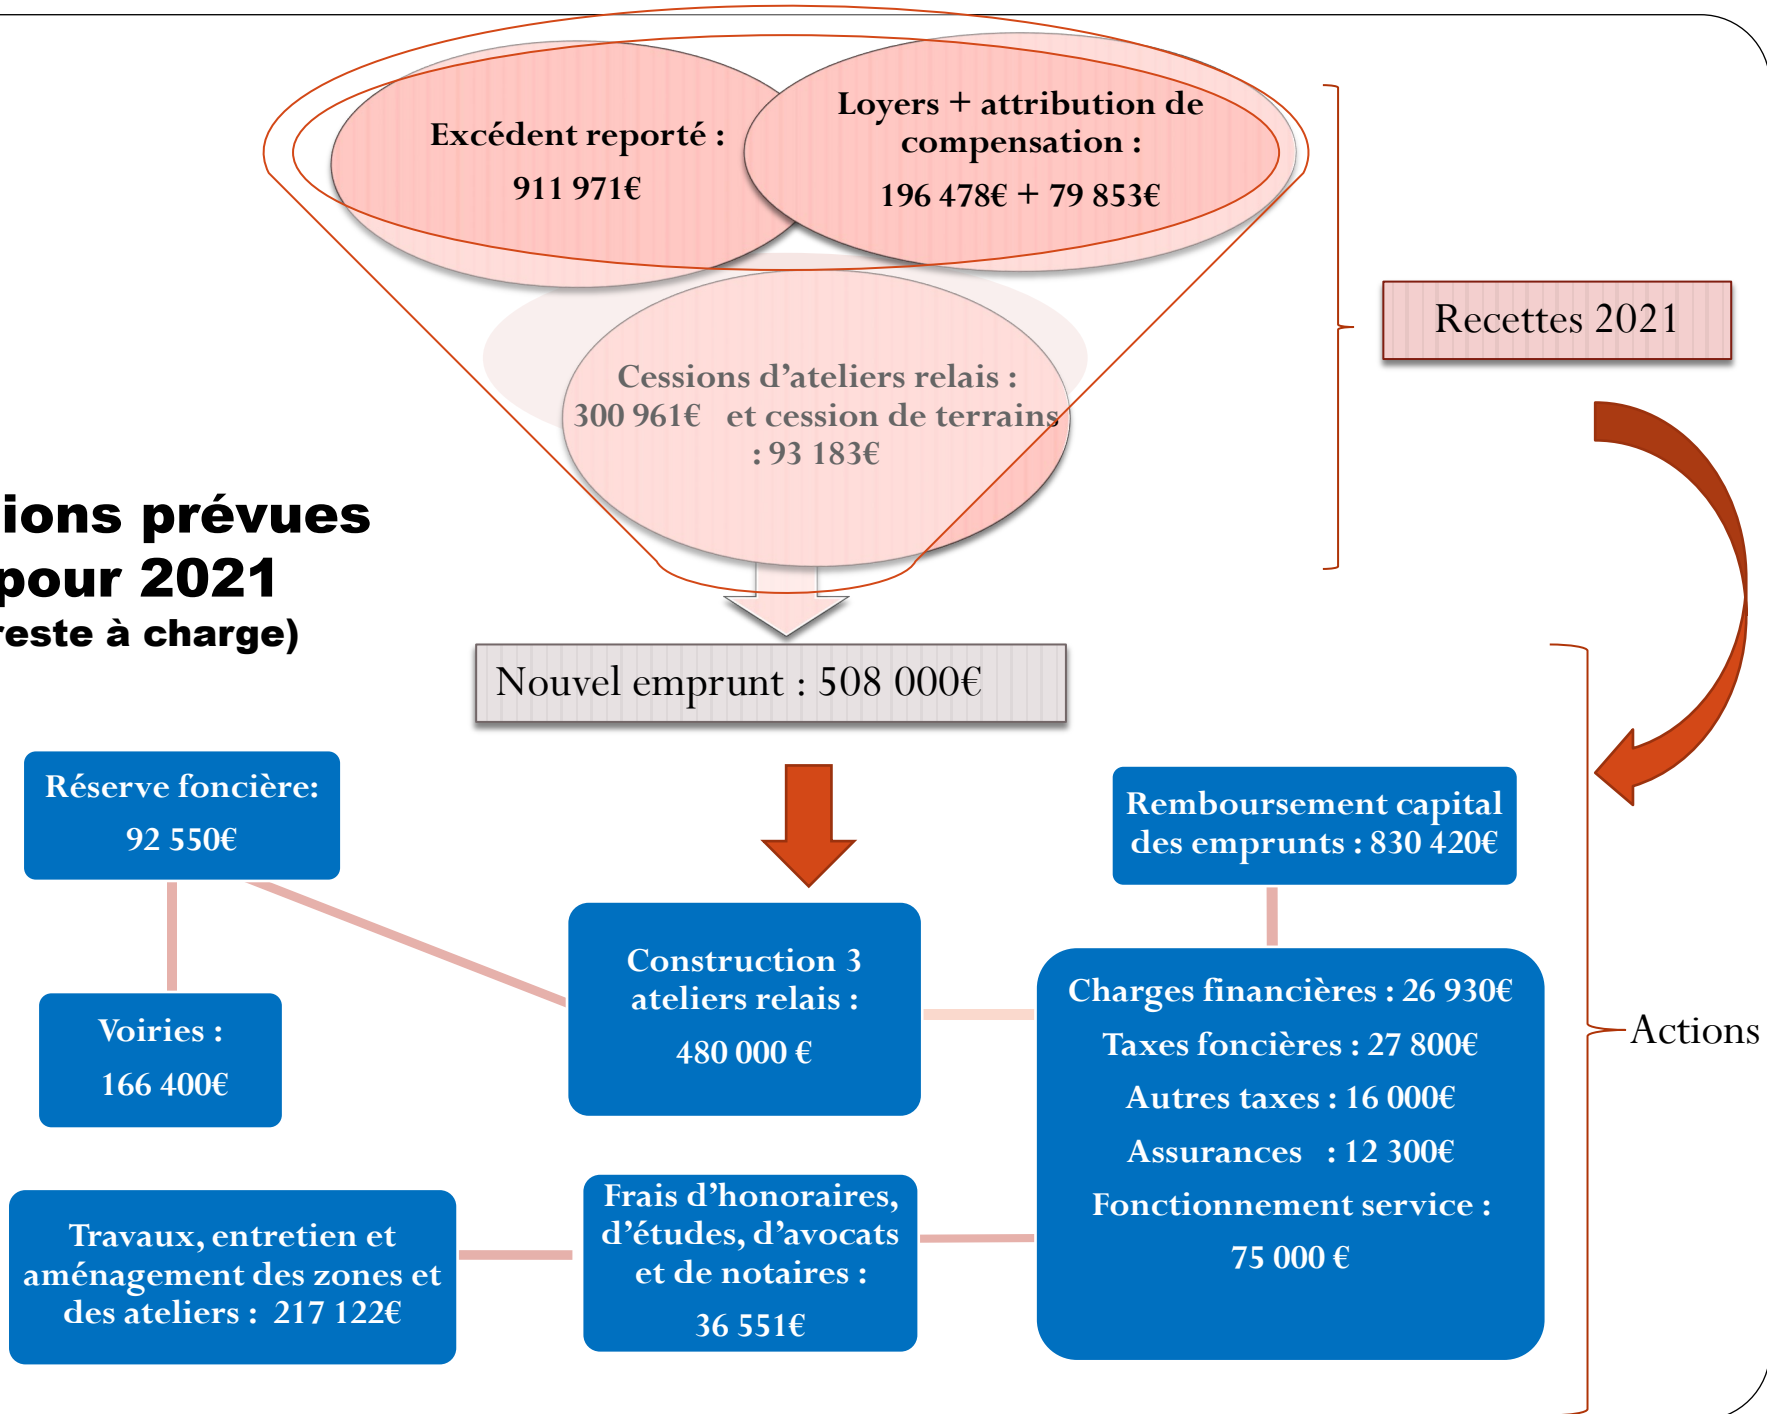 Excédent reporté :
911 971€
Loyers + attribution de
compensation :
196 478€ + 79 853€
Cessions d’ateliers relais :
300 961€ et cession de terrains
: 93 183€
Recettes 2021
ions prévues
pour 2021
reste à charge)
Nouvel emprunt : 508 000€
Réserve foncière:
92 550€
Remboursement capital
des emprunts : 830 420€
Construction 3
ateliers relais :
480 000 €
Voiries :
166 400€
Charges financières : 26 930€
Taxes foncières : 27 800€
Autres taxes : 16 000€
Assurances : 12 300€
Fonctionnement service :
75 000 €
Actions
Travaux, entretien et
aménagement des zones et
des ateliers : 217 122€
Frais d’honoraires,
d’études, d’avocats
et de notaires :
36 551€